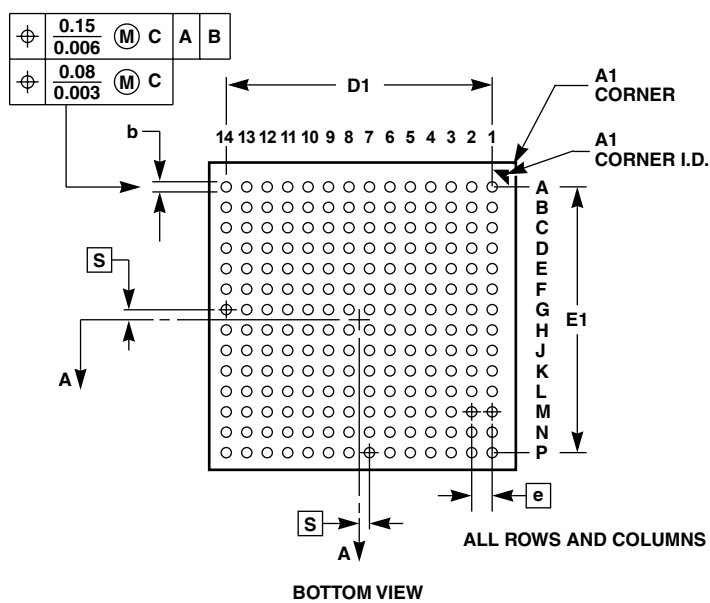 ⌖ 0.15/0.006 Ⓜ C A B
⌖ 0.08/0.003 Ⓜ C
D1
A1
CORNER
b
14 13 12 11 10 9 8 7 6 5 4 3 2 1
A1
CORNER I.D.
A
B
C
D
E
F
G
H
J
K
L
M
N
P
S
E1
A
e
S
A
ALL ROWS AND COLUMNS
BOTTOM VIEW